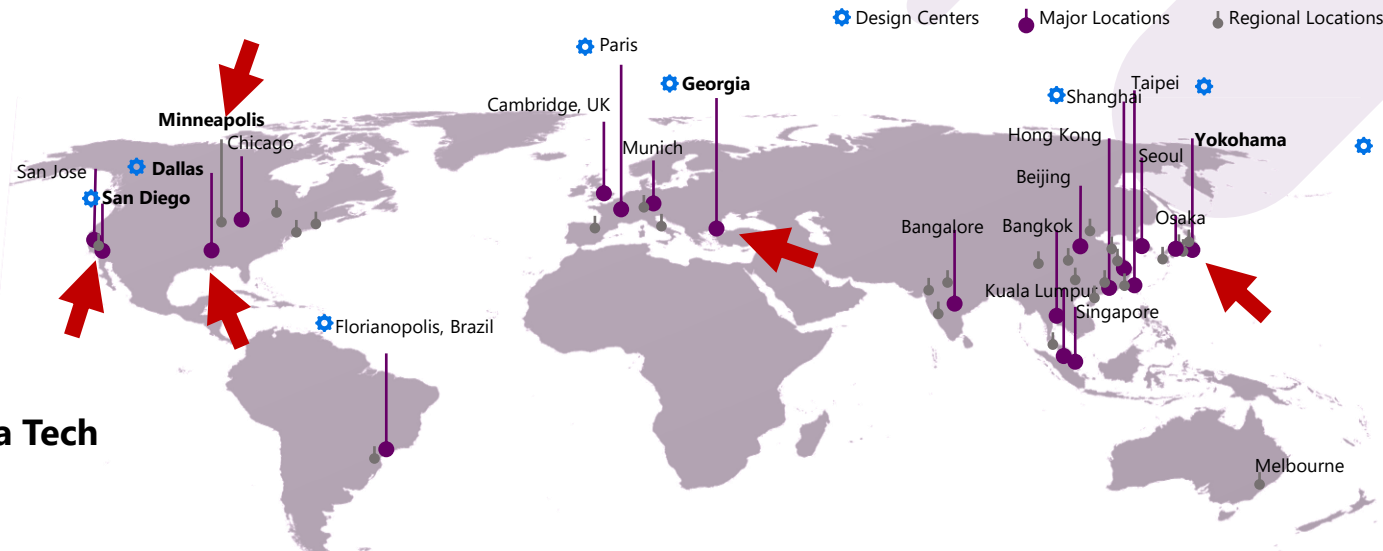 Design Centers
Major Locations
Regional Locations
Paris
Georgia
Taipei
Shanghai
Cambridge, UK
Minneapolis
Chicago
Munich
Hong Kong
Yokohama
Seoul
San Jose
Dallas
Beijing
San Diego
Osaka
Bangalore
Bangkok
Kuala Lumpur
Singapore
Florianopolis, Brazil
a Tech
Melbourne